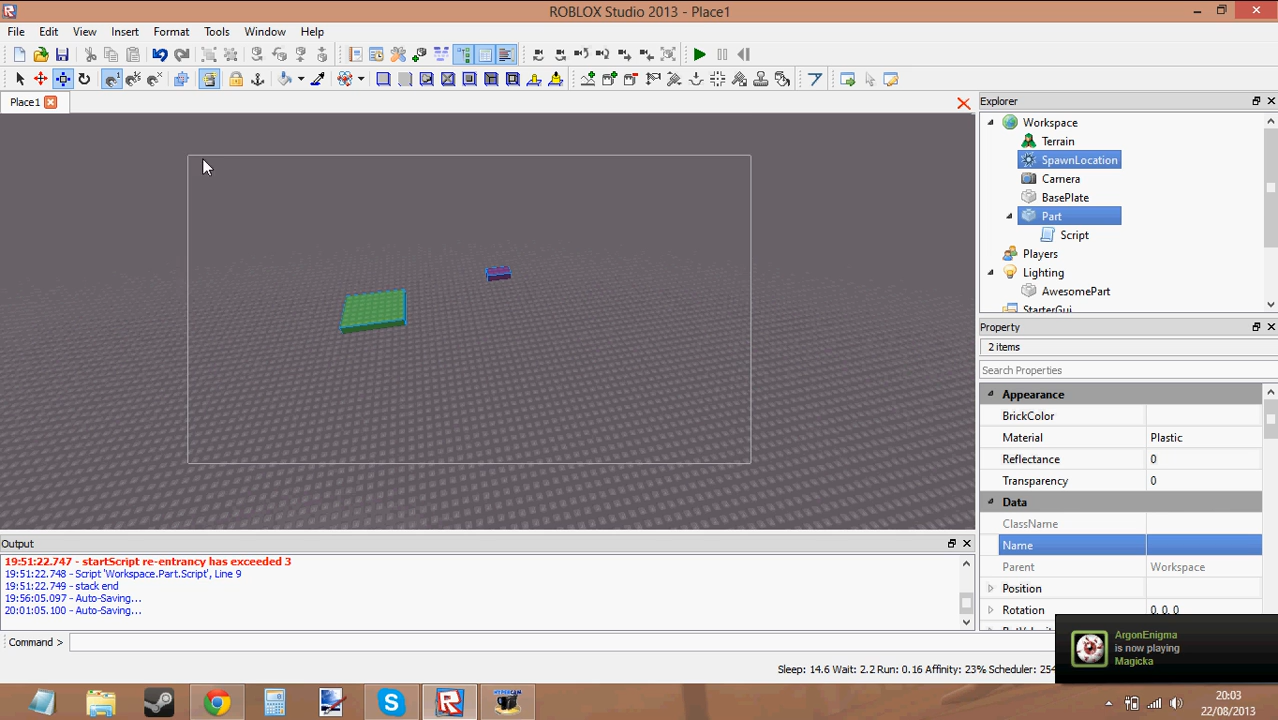 ROBLOX Studio 2013 - Place1
File Edit View Insert Format Tools Window Help
Place1
Explorer
Workspace
Terrain
SpawnLocation
Camera
BasePlate
Part
Script
Players
Lighting
AwesomePart
StarterGui
Property
2 items
Search Properties
Appearance
BrickColor
Material Plastic
Reflectance 0
Transparency 0
Data
ClassName
Name
Parent Workspace
Position
Rotation 0, 0, 0
Output
19:51:22.747 - startScript re-entrancy has exceeded 3
19:51:22.748 - Script 'Workspace.Part.Script', Line 9
19:51:22.749 - stack end
19:56:05.097 - Auto-Saving...
20:01:05.100 - Auto-Saving...
Command >
Sleep: 14.6 Wait: 2.2 Run: 0.16 Affinity: 23% Scheduler: 254
ArgonEnigma
is now playing
Magicka
20:03
22/08/2013